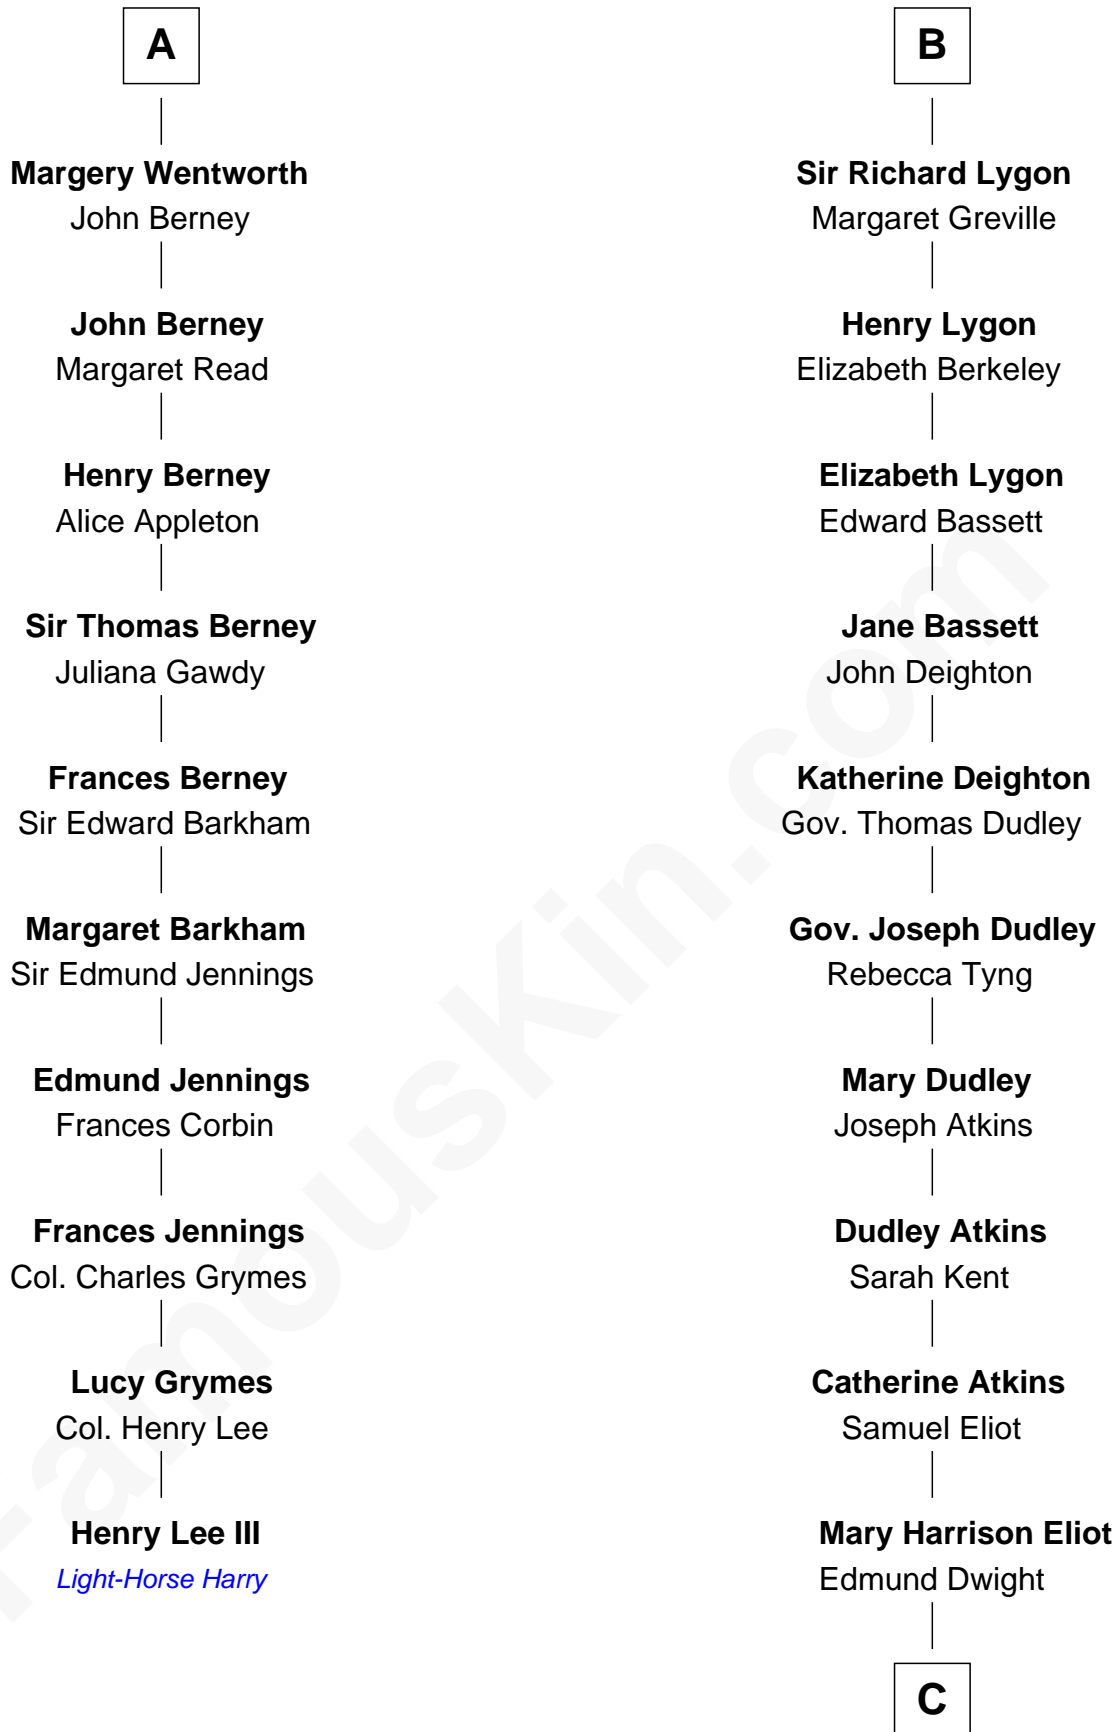 A
Margery Wentworth
John Berney
John Berney
Margaret Read
Henry Berney
Alice Appleton
Sir Thomas Berney
Juliana Gawdy
Frances Berney
Sir Edward Barkham
Margaret Barkham
Sir Edmund Jennings
Edmund Jennings
Frances Corbin
Frances Jennings
Col. Charles Grymes
Lucy Grymes
Col. Henry Lee
Henry Lee III
Light-Horse Harry
B
Sir Richard Lygon
Margaret Greville
Henry Lygon
Elizabeth Berkeley
Elizabeth Lygon
Edward Bassett
Jane Bassett
John Deighton
Katherine Deighton
Gov. Thomas Dudley
Gov. Joseph Dudley
Rebecca Tyng
Mary Dudley
Joseph Atkins
Dudley Atkins
Sarah Kent
Catherine Atkins
Samuel Eliot
Mary Harrison Eliot
Edmund Dwight
C
FamousKin.com